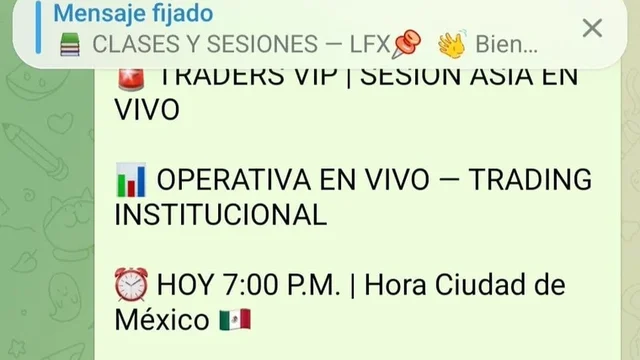 Mensaje fijado
📚 CLASES Y SESIONES — LFX📌 👋 Bien...
🚨 TRADERS VIP | SESIÓN ASIA EN
VIVO
📊 OPERATIVA EN VIVO — TRADING
INSTITUCIONAL
⏰ HOY 7:00 P.M. | Hora Ciudad de
México 🇲🇽